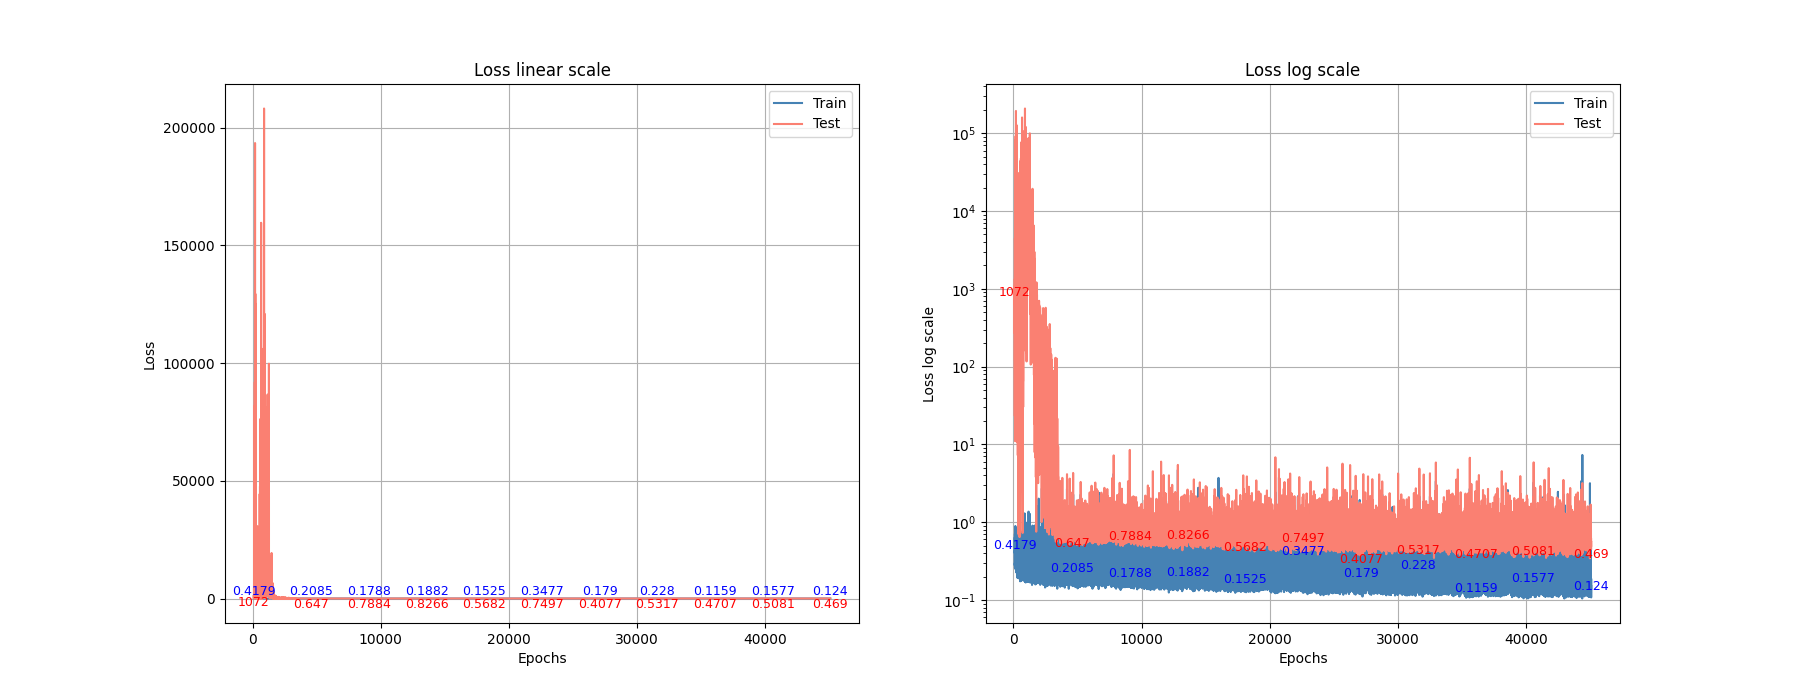 Loss linear scale
Train
Test
200000
150000
100000
50000
0
Loss
0.4179 0.2085 0.1788 0.1882 0.1525 0.3477 0.179 0.228 0.1159 0.1577 0.124
1072 0.647 0.7884 0.8266 0.5682 0.7497 0.4077 0.5317 0.4707 0.5081 0.469
0 10000 20000 30000 40000
Epochs
Loss log scale
Train
Test
10^5
10^4
10^3
10^2
10^1
10^0
10^-1
Loss log scale
1072 0.647 0.7884 0.8266 0.5682 0.7497 0.4077 0.5317 0.4707 0.5081 0.469
0.4179 0.2085 0.1788 0.1882 0.1525 0.3477 0.179 0.228 0.1159 0.1577 0.124
0 10000 20000 30000 40000
Epochs